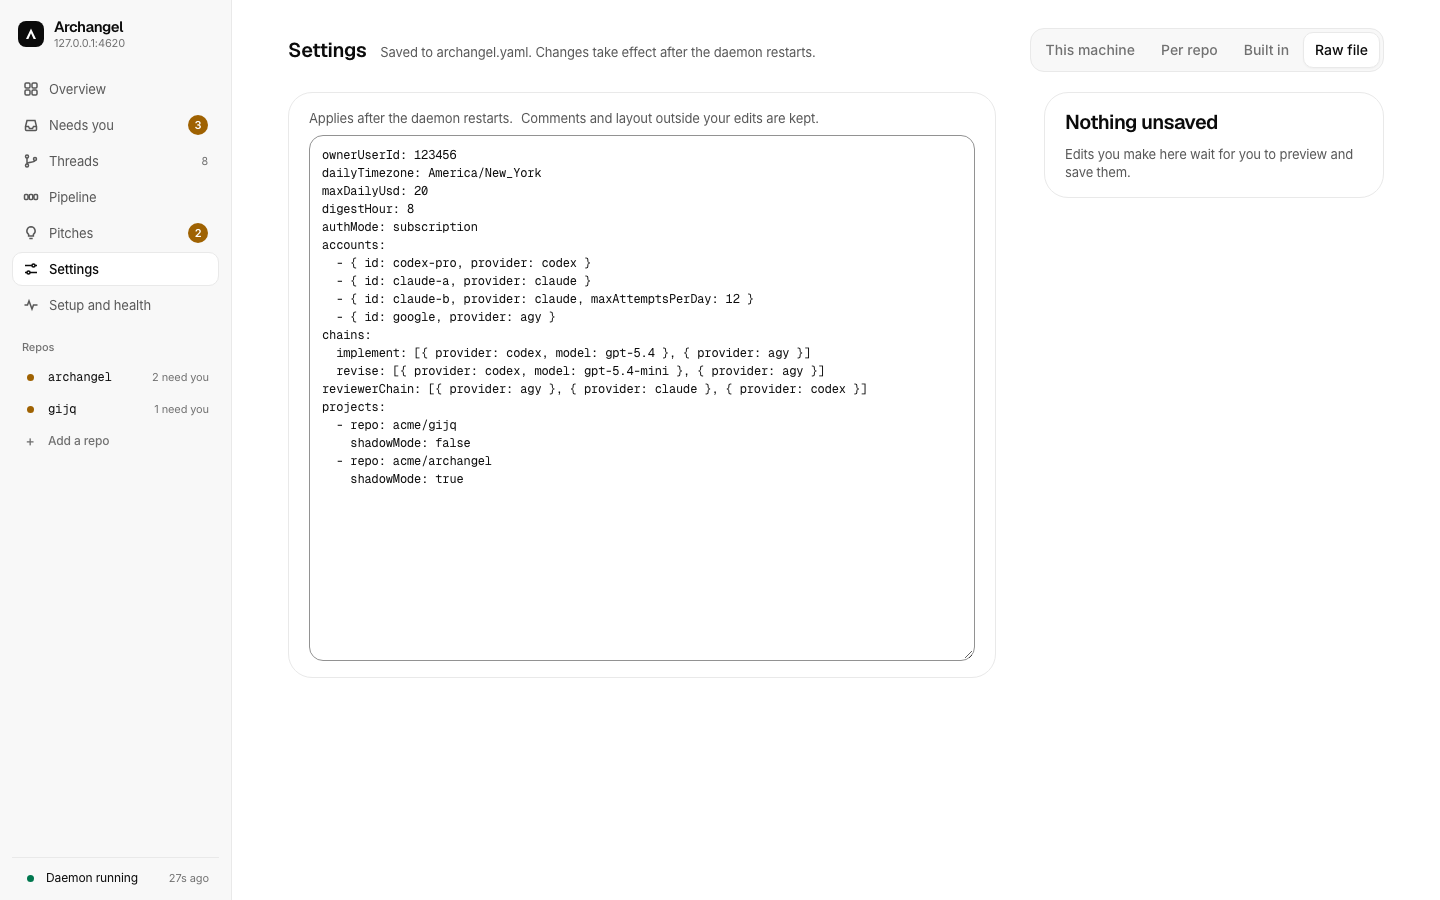 Archangel
127.0.0.1:4620
Overview
Needs you 3
Threads 8
Pipeline
Pitches 2
Settings
Setup and health
Repos
archangel 2 need you
gijq 1 need you
+ Add a repo
Daemon running 27s ago
Settings Saved to archangel.yaml. Changes take effect after the daemon restarts.
This machine Per repo Built in Raw file
Applies after the daemon restarts. Comments and layout outside your edits are kept.
ownerUserId: 123456
dailyTimezone: America/New_York
maxDailyUsd: 20
digestHour: 8
authMode: subscription
accounts:
  - { id: codex-pro, provider: codex }
  - { id: claude-a, provider: claude }
  - { id: claude-b, provider: claude, maxAttemptsPerDay: 12 }
  - { id: google, provider: agy }
chains:
  implement: [{ provider: codex, model: gpt-5.4 }, { provider: agy }]
  revise: [{ provider: codex, model: gpt-5.4-mini }, { provider: agy }]
reviewerChain: [{ provider: agy }, { provider: claude }, { provider: codex }]
projects:
  - repo: acme/gijq
    shadowMode: false
  - repo: acme/archangel
    shadowMode: true
Nothing unsaved
Edits you make here wait for you to preview and
save them.